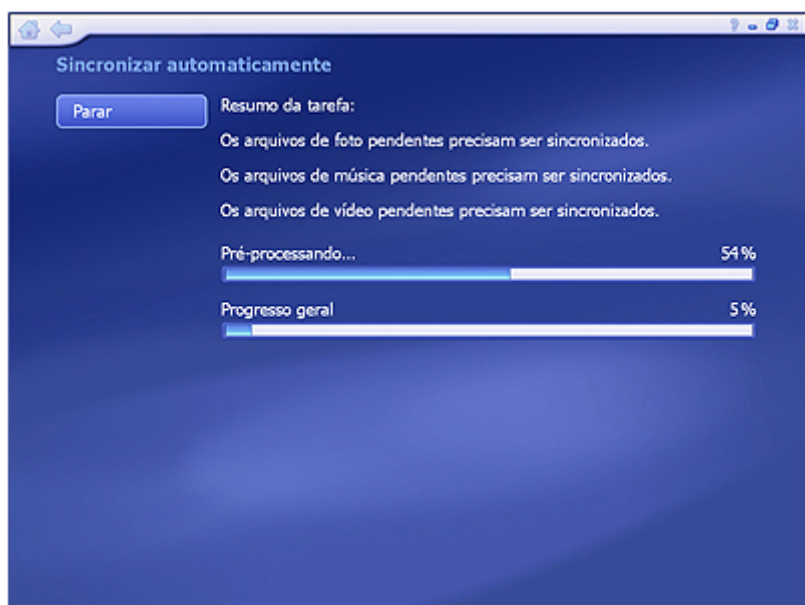 Sincronizar automaticamente
Parar
Resumo da tarefa:
Os arquivos de foto pendentes precisam ser sincronizados.
Os arquivos de música pendentes precisam ser sincronizados.
Os arquivos de vídeo pendentes precisam ser sincronizados.
Pré-processando... 54%
Progresso geral 5%